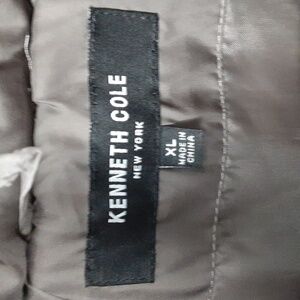 KENNETH COLE
NEW YORK
XL
MADE IN
CHINA